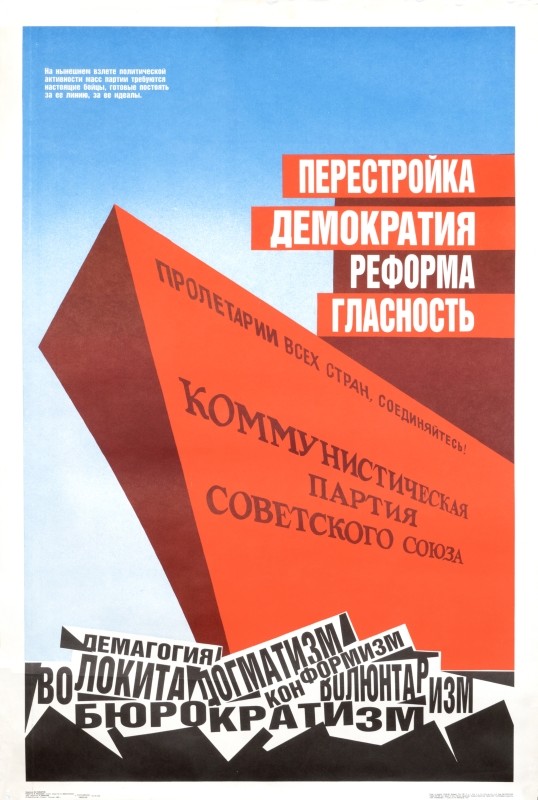 На нынешнем взлете политической
активности масс партии требуются
настоящие бойцы, готовые постоять
за ее линию, за ее идеалы.
ПЕРЕСТРОЙКА
ДЕМОКРАТИЯ
РЕФОРМА
ГЛАСНОСТЬ
ПРОЛЕТАРИИ ВСЕХ СТРАН, СОЕДИНЯЙТЕСЬ!
КОММУНИСТИЧЕСКАЯ
ПАРТИЯ
СОВЕТСКОГО СОЮЗА
ДЕМАГОГИЯ
ВОЛОКИТА
ДОГМАТИЗМ
КОНФОРМИЗМ
ВОЛЮНТАРИЗМ
БЮРОКРАТИЗМ